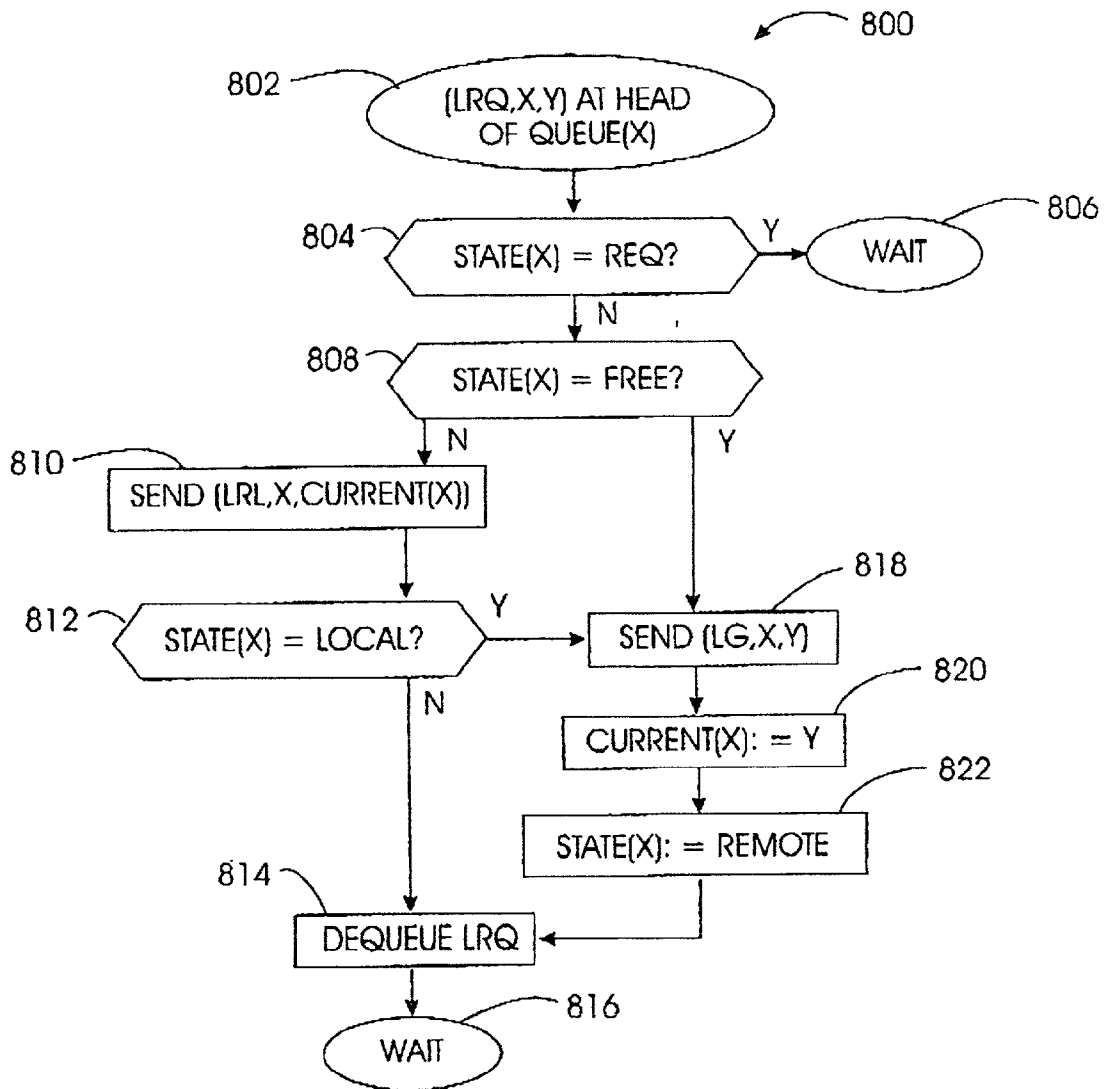 800
802
(LRQ,X,Y) AT HEAD
OF QUEUE(X)
804
STATE(X) = REQ?
Y
806
WAIT
N
808
STATE(X) = FREE?
N
Y
810
SEND (LRL,X,CURRENT(X))
812
STATE(X) = LOCAL?
Y
N
818
SEND (LG,X,Y)
820
CURRENT(X): = Y
822
STATE(X): = REMOTE
814
DEQUEUE LRQ
816
WAIT